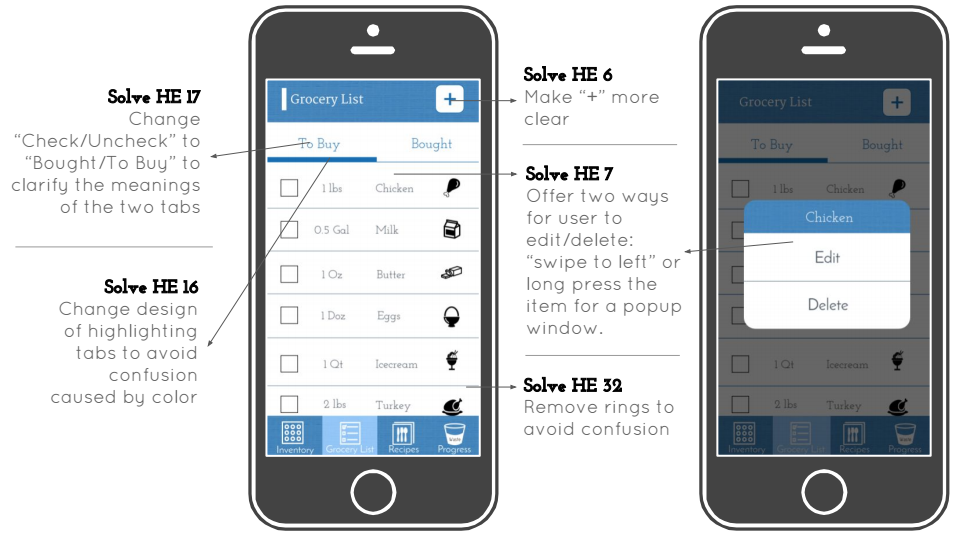 Solve HE 17
Change
“Check/Uncheck” to
“Bought/To Buy” to
clarify the meanings
of the two tabs
Solve HE 16
Change design
of highlighting
tabs to avoid
confusion
caused by color
Grocery List
To Buy
Bought
1 lbs Chicken
0.5 Gal Milk
1 Oz Butter
1 Doz Eggs
1 Qt Icecream
2 lbs Turkey
Inventory
Grocery List
Recipes
Progress
Solve HE 6
Make “+” more
clear
Solve HE 7
Offer two ways
for user to
edit/delete:
“swipe to left” or
long press the
item for a popup
window.
Solve HE 32
Remove rings to
avoid confusion
Grocery List
To Buy
Bought
1 lbs Chicken
Chicken
Edit
Delete
1 Qt Icecream
2 lbs Turkey
Inventory
Grocery List
Recipes
Progress